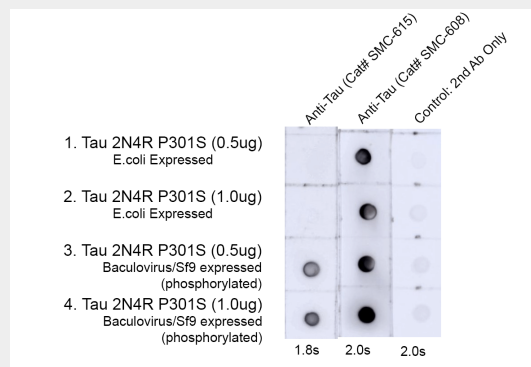 Anti-Tau (Cat# SMC-615)
Anti-Tau (Cat# SMC-608)
Control: 2nd Ab Only
1. Tau 2N4R P301S (0.5ug)
E.coli Expressed
2. Tau 2N4R P301S (1.0ug)
E.coli Expressed
3. Tau 2N4R P301S (0.5ug)
Baculovirus/Sf9 expressed
(phosphorylated)
4. Tau 2N4R P301S (1.0ug)
Baculovirus/Sf9 expressed
(phosphorylated)
1.8s 2.0s 2.0s